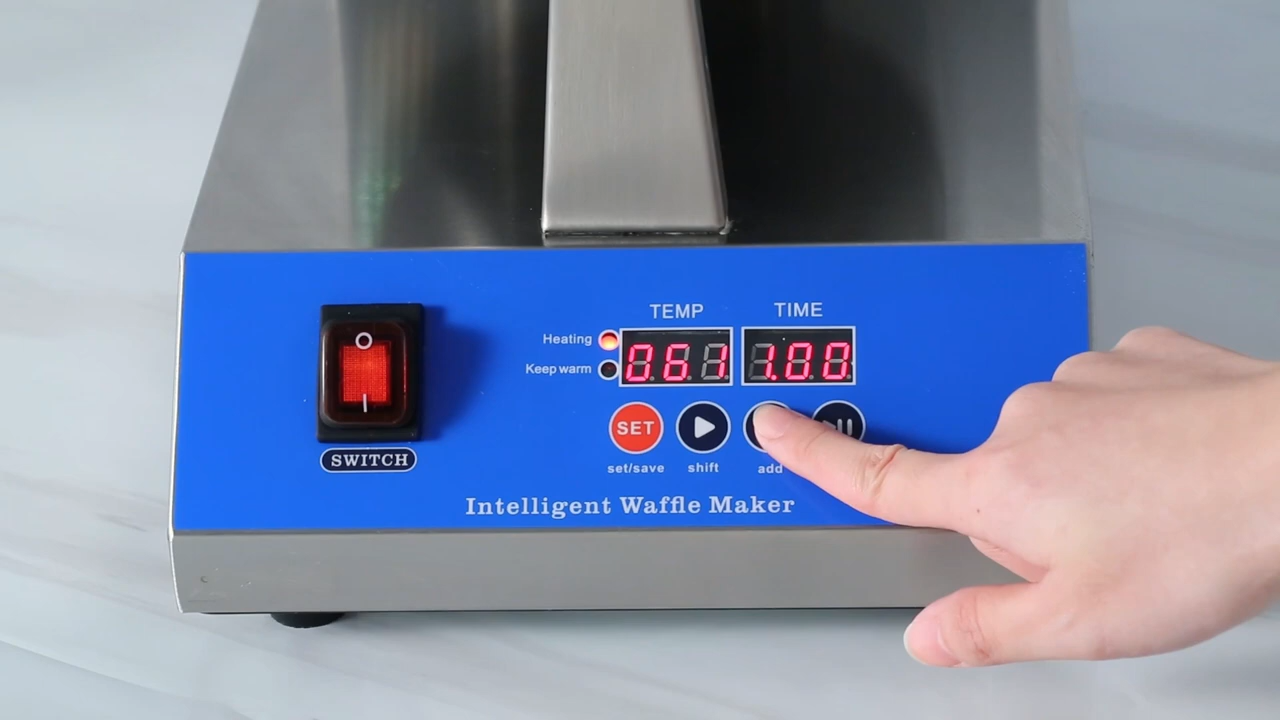 TEMP TIME
Heating
061 1.00
Keep warm
SET
set/save shift add
SWITCH
Intelligent Waffle Maker